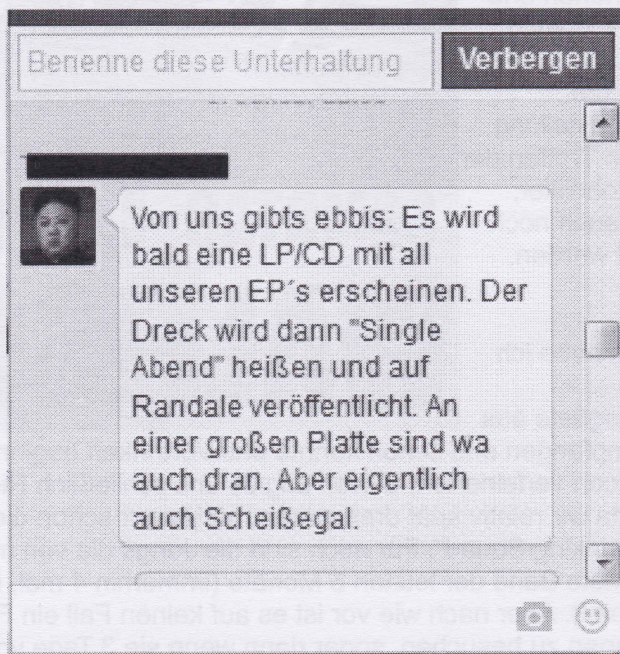 Benenne diese Unterhaltung
Verbergen
Von uns gibts ebbis: Es wird
bald eine LP/CD mit all
unseren EP´s erscheinen. Der
Dreck wird dann "Single
Abend" heißen und auf
Randale veröffentlicht. An
einer großen Platte sind wa
auch dran. Aber eigentlich
auch Scheißegal.